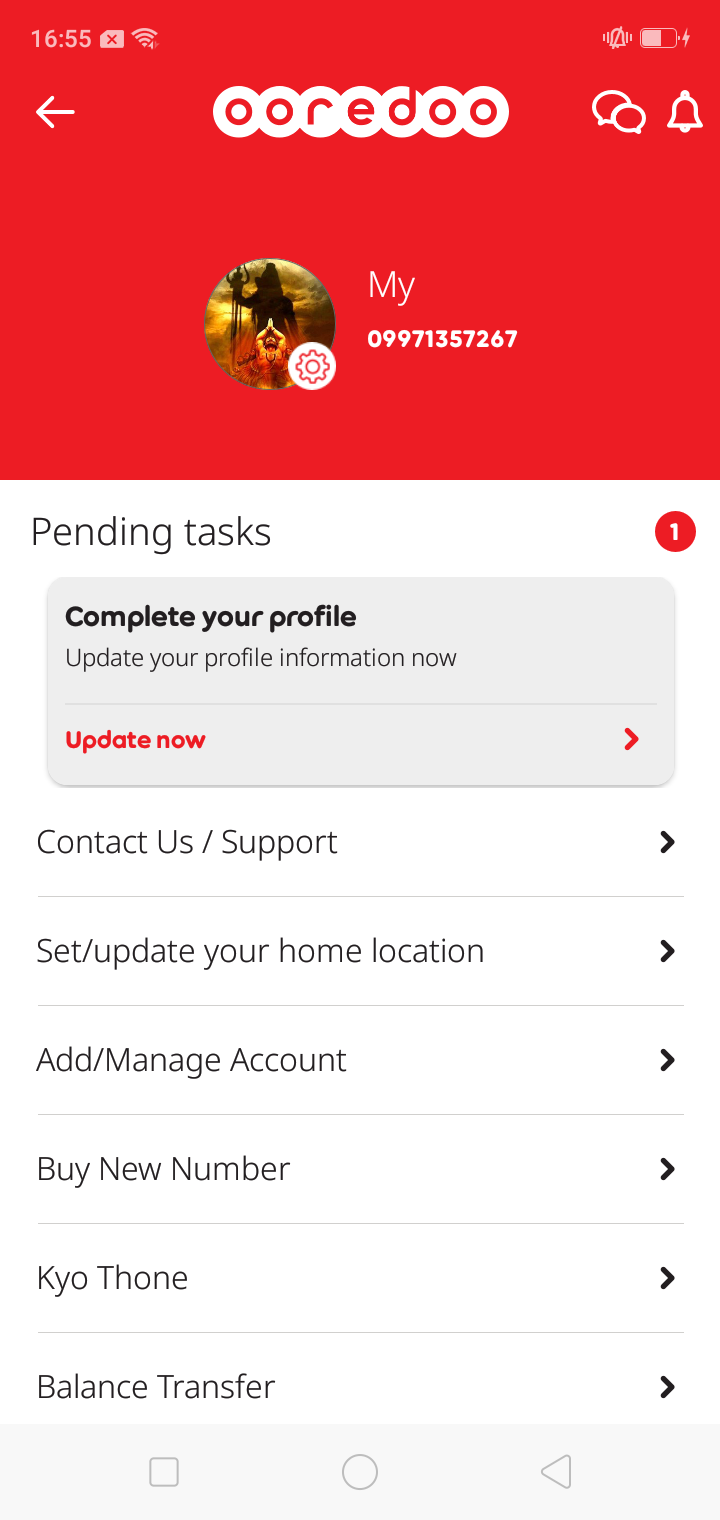 16:55
ooredoo
My
09971357267
Pending tasks
1
Complete your profile
Update your profile information now
Update now
Contact Us / Support
Set/update your home location
Add/Manage Account
Buy New Number
Kyo Thone
Balance Transfer